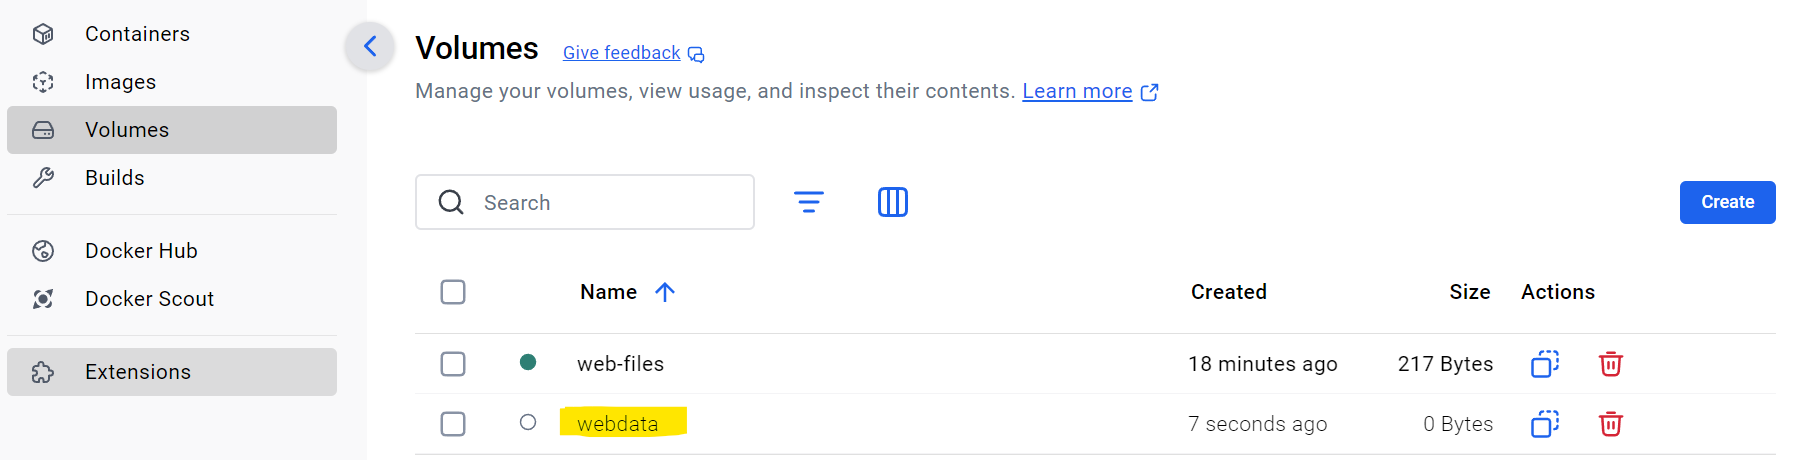 Containers
Images
Volumes
Builds
Docker Hub
Docker Scout
Extensions
Volumes Give feedback
Manage your volumes, view usage, and inspect their contents. Learn more
Search
Create
Name Created Size Actions
web-files 18 minutes ago 217 Bytes
webdata 7 seconds ago 0 Bytes